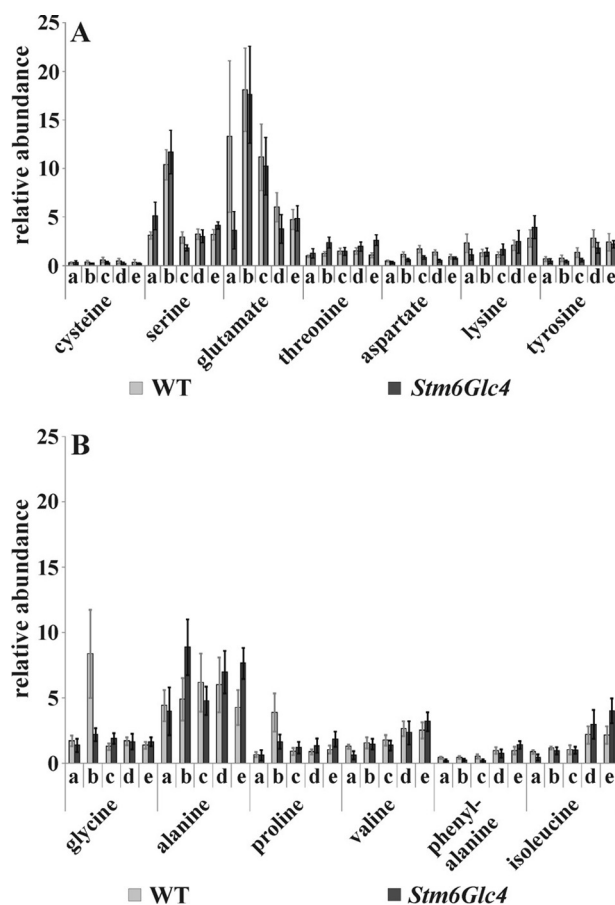 A
relative abundance
25
20
15
10
5
0
a b c d e a b c d e a b c d e a b c d e a b c d e a b c d e a b c d e
cysteine
serine
glutamate
threonine
aspartate
lysine
tyrosine
WT
Stm6Glc4
B
relative abundance
25
20
15
10
5
0
a b c d e a b c d e a b c d e a b c d e a b c d e a b c d e
glycine
alanine
proline
valine
phenyl-
alanine
isoleucine
WT
Stm6Glc4